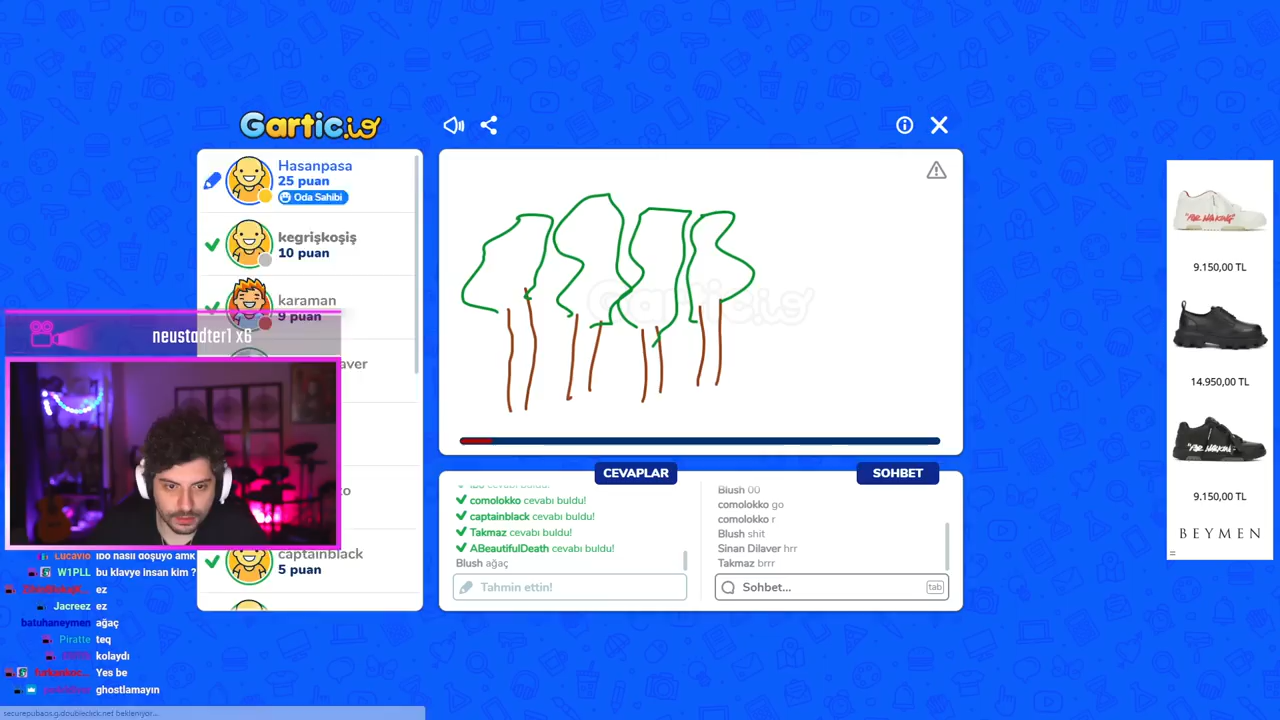 Gartic.io
Hasanpasa
25 puan
Oda Sahibi
kegrişkoşiş
10 puan
karaman
9 puan
neustadter1 x6
captainblack
5 puan
CEVAPLAR
SOHBET
comolokko cevabı buldu!
captainblack cevabı buldu!
Takmaz cevabı buldu!
ABeautifulDeath cevabı buldu!
Blush ağaç
Tahmin ettin!
Blush üü
comolokko go
comolokko r
Blush shit
Sinan Dilaver hrr
Takmaz brrr
Sohbet...
tab
Lucavio ibo nasıl doşuyo amk
W1PLL bu klavye insan kim ?
ez
Jacreez ez
batuhaneymen ağaç
Piratte teq
kolaydı
Yes be
ghostlamayın
9.150,00 TL
14.950,00 TL
9.150,00 TL
BEYMEN